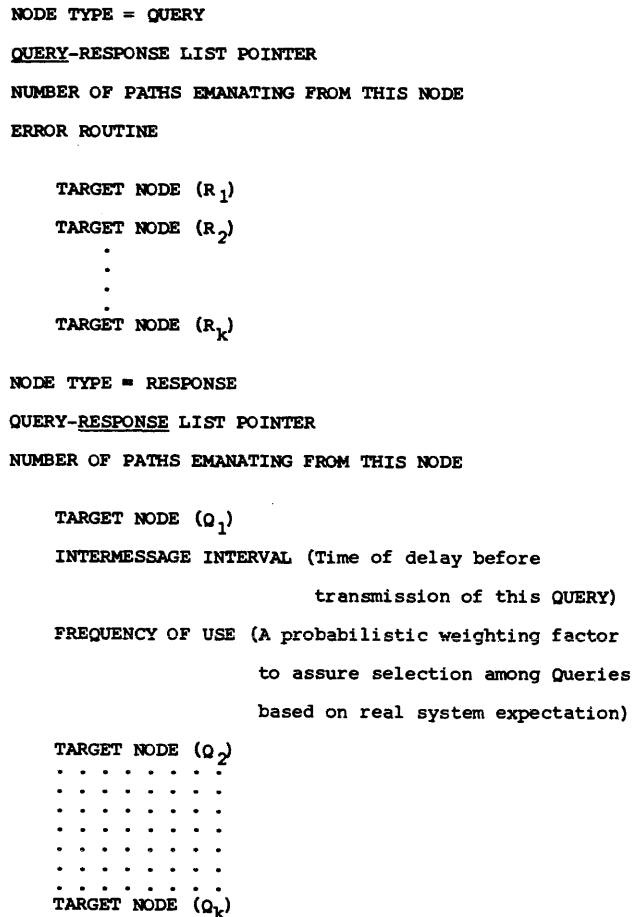 NODE TYPE = QUERY
QUERY-RESPONSE LIST POINTER
NUMBER OF PATHS EMANATING FROM THIS NODE
ERROR ROUTINE
TARGET NODE (R1)
TARGET NODE (R2)
.
.
.
.
TARGET NODE (Rk)
NODE TYPE = RESPONSE
QUERY-RESPONSE LIST POINTER
NUMBER OF PATHS EMANATING FROM THIS NODE
TARGET NODE (Q1)
INTERMESSAGE INTERVAL (Time of delay before
transmission of this QUERY)
FREQUENCY OF USE (A probabilistic weighting factor
to assure selection among Queries
based on real system expectation)
TARGET NODE (Q2)
. . . . . . . .
. . . . . . . .
. . . . . . . .
. . . . . . . .
. . . . . . . .
. . . . . . . .
. . . . . . . .
TARGET NODE (Qk)